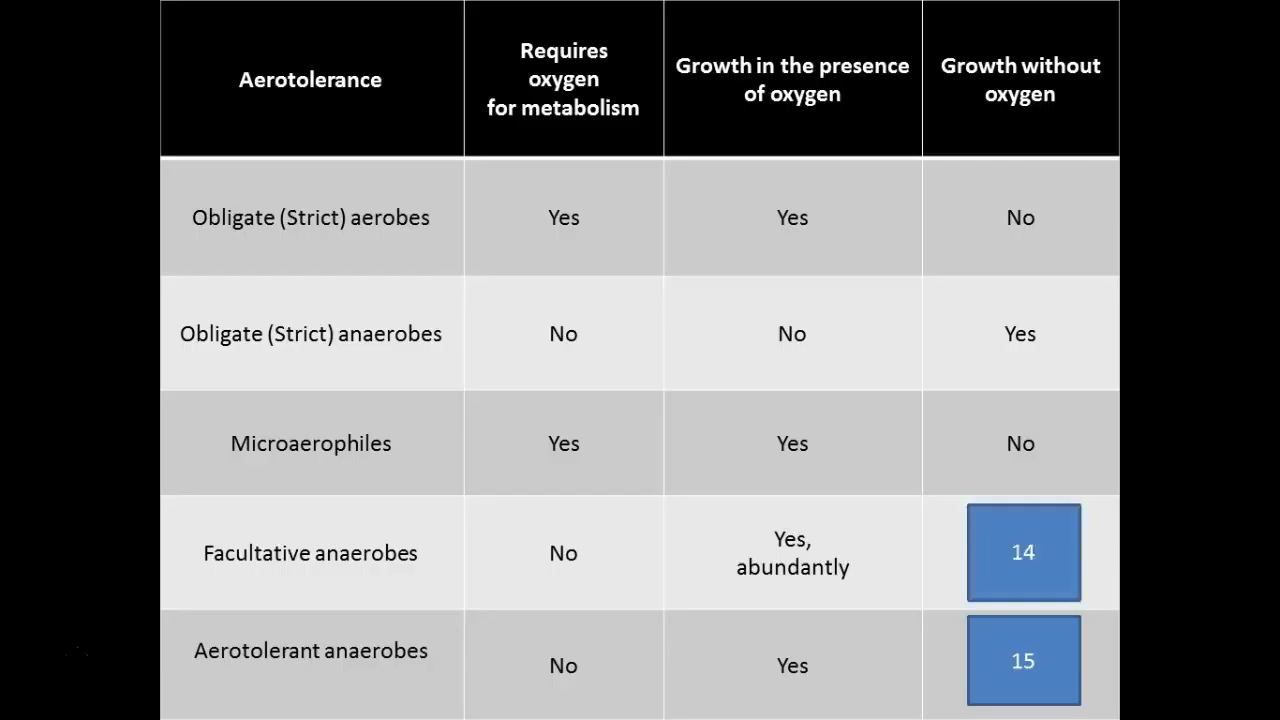 Aerotolerance
Requires
oxygen
for metabolism
Growth in the presence
of oxygen
Growth without
oxygen
Obligate (Strict) aerobes
Yes
Yes
No
Obligate (Strict) anaerobes
No
No
Yes
Microaerophiles
Yes
Yes
No
Facultative anaerobes
No
Yes,
abundantly
14
Aerotolerant anaerobes
No
Yes
15